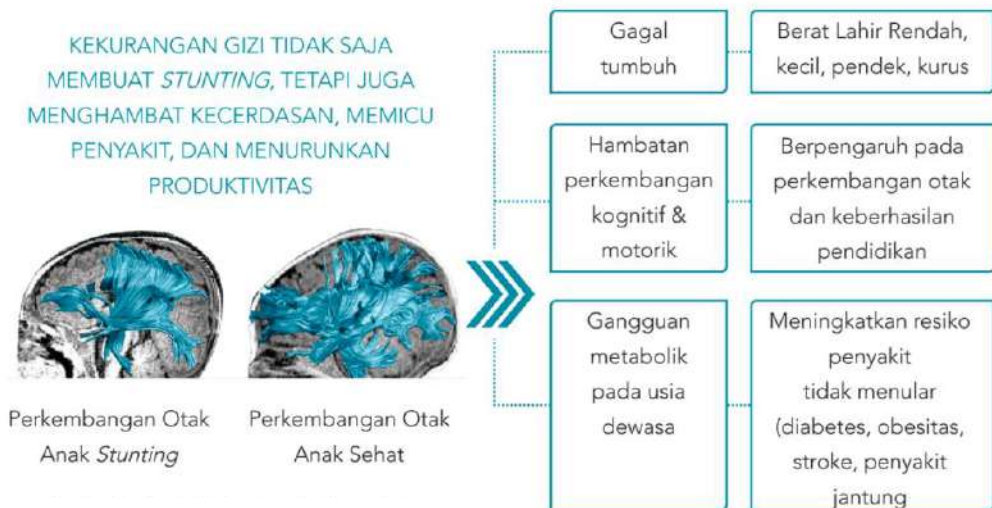 KEKURANGAN GIZI TIDAK SAJA
MEMBUAT STUNTING, TETAPI JUGA
MENGHAMBAT KECERDASAN, MEMICU
PENYAKIT, DAN MENURUNKAN
PRODUKTIVITAS
Perkembangan Otak
Anak Stunting
Perkembangan Otak
Anak Sehat
Gagal
tumbuh
Berat Lahir Rendah,
kecil, pendek, kurus
Hambatan
perkembangan
kognitif &
motorik
Berpengaruh pada
perkembangan otak
dan keberhasilan
pendidikan
Gangguan
metabolik
pada usia
dewasa
Meningkatkan resiko
penyakit
tidak menular
(diabetes, obesitas,
stroke, penyakit
jantung